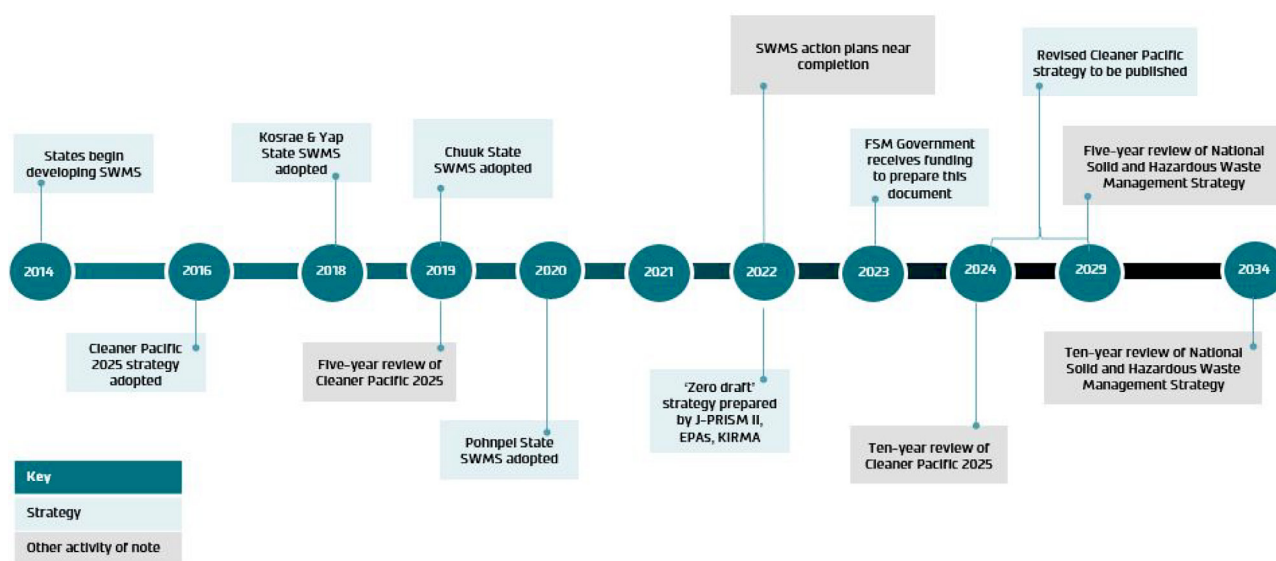 SWMS action plans near
completion
Revised Cleaner Pacific
strategy to be published
States begin
developing SWMS
Kosrae & Yap
State SWMS
adopted
Chuuk State
SWMS adopted
FSM Government
receives funding
to prepare this
document
Five-year review of National
Solid and Hazardous Waste
Management Strategy
2014
2016
2018
2019
2020
2021
2022
2023
2024
2029
2034
Cleaner Pacific
2025 strategy
adopted
Five-year review of
Cleaner Pacific 2025
Pohnpei State
SWMS adopted
'Zero draft'
strategy prepared
by J-PRISM II,
EPAs, KIRMA
Ten-year review of
Cleaner Pacific 2025
Ten-year review of National
Solid and Hazardous Waste
Management Strategy
Key
Strategy
Other activity of note